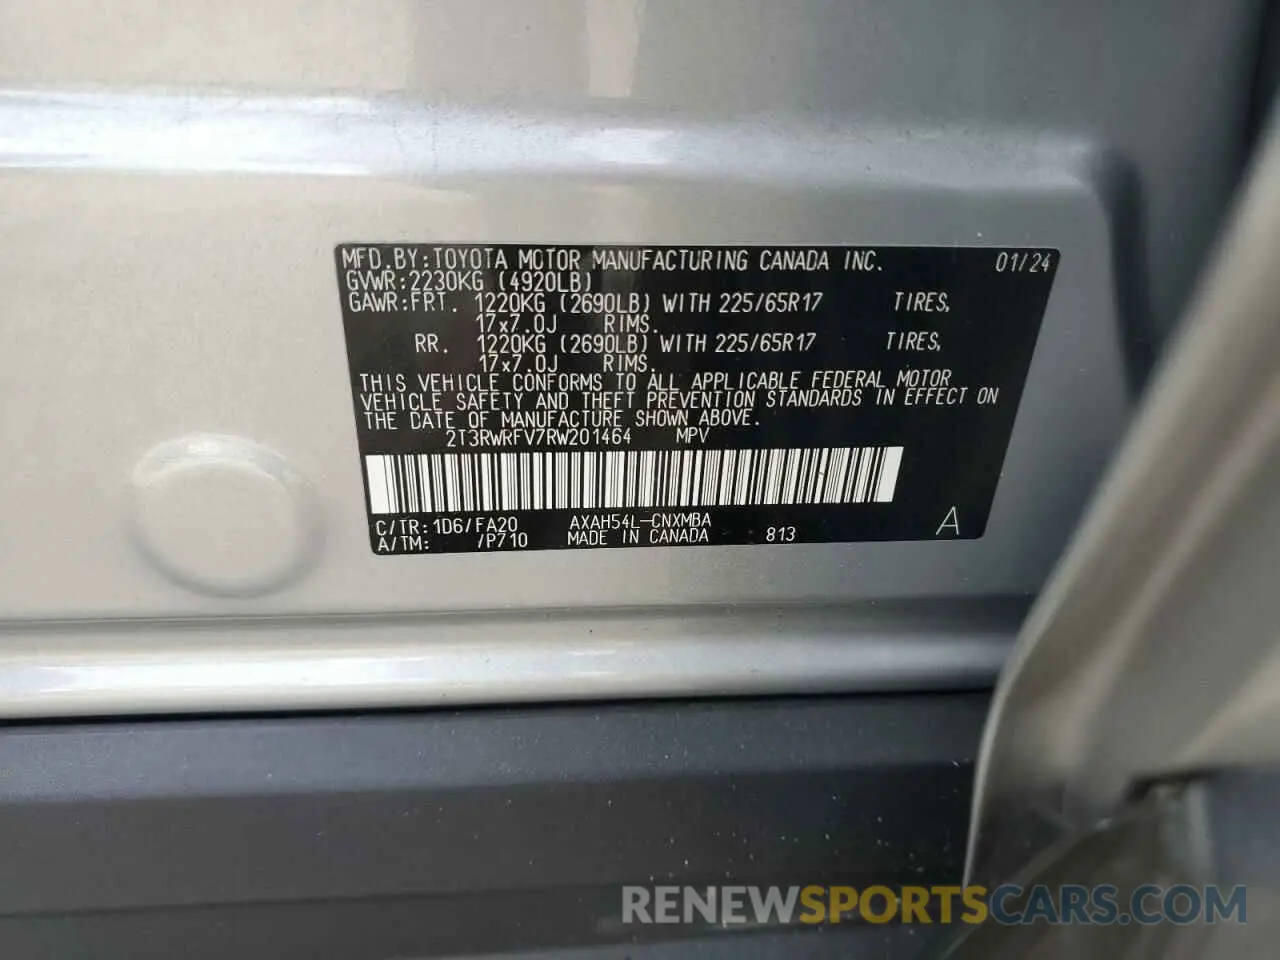 MFD.BY:TOYOTA MOTOR MANUFACTURING CANADA INC. 01/24
GVWR:2230KG (4920LB)
GAWR:FRT. 1220KG (2690LB) WITH 225/65R17 TIRES,
17x7.0J RIMS.
RR. 1220KG (2690LB) WITH 225/65R17 TIRES,
17x7.0J RIMS.
THIS VEHICLE CONFORMS TO ALL APPLICABLE FEDERAL MOTOR
VEHICLE SAFETY AND THEFT PREVENTION STANDARDS IN EFFECT ON
THE DATE OF MANUFACTURE SHOWN ABOVE.
2T3RWRFV7RW201464 MPV
C/TR:1D6/FA20 AXAH54L-CNXMBA A
A/TM: /P710 MADE IN CANADA 813
RENEWSPORTSCARS.COM